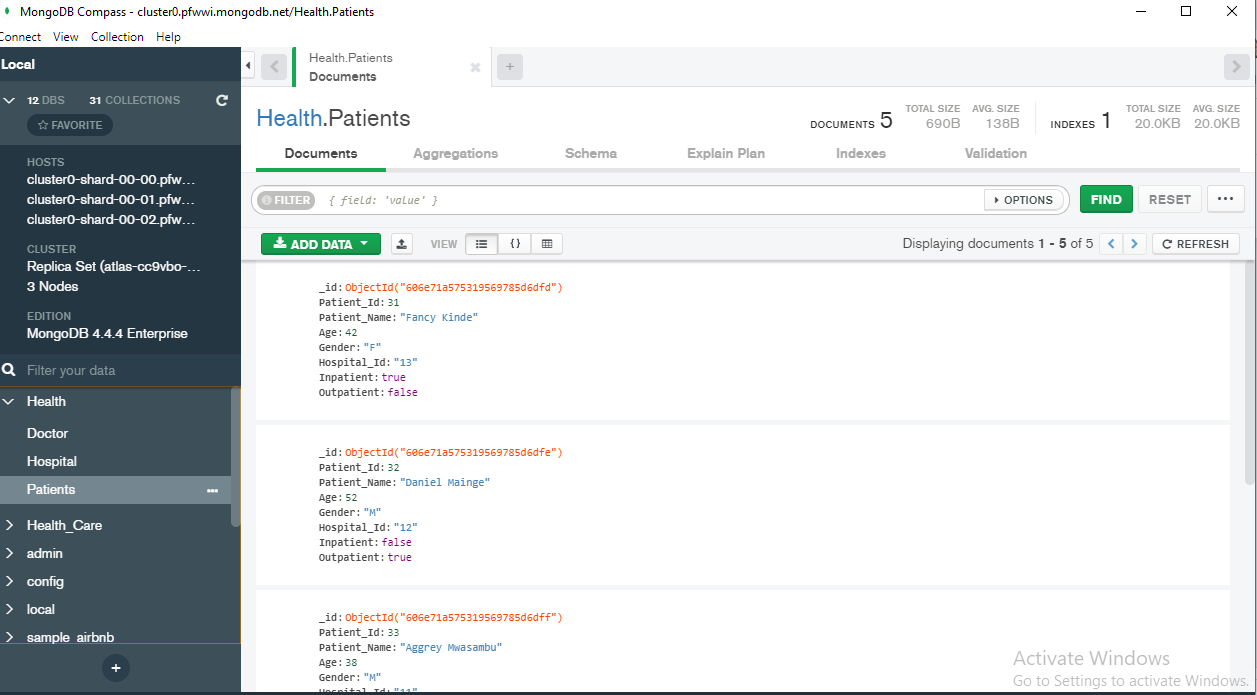 MongoDB Compass - cluster0.pfwwi.mongodb.net/Health.Patients
Connect View Collection Help
Local
12 DBS 31 COLLECTIONS
FAVORITE
HOSTS
cluster0-shard-00-00.pfw...
cluster0-shard-00-01.pfw...
cluster0-shard-00-02.pfw...
CLUSTER
Replica Set (atlas-cc9vbo-...
3 Nodes
EDITION
MongoDB 4.4.4 Enterprise
Filter your data
Health
Doctor
Hospital
Patients
Health_Care
admin
config
local
sample_airbnb
Health.Patients
Documents
Health.Patients
DOCUMENTS 5 TOTAL SIZE 690B AVG. SIZE 138B INDEXES 1 TOTAL SIZE 20.0KB AVG. SIZE 20.0KB
Documents Aggregations Schema Explain Plan Indexes Validation
FILTER { field: 'value' } OPTIONS FIND RESET ...
ADD DATA VIEW {} Displaying documents 1 - 5 of 5 REFRESH
_id: ObjectId("606e71a575319569785d6dfd")
Patient_Id: 31
Patient_Name: "Fancy Kinde"
Age: 42
Gender: "F"
Hospital_Id: "13"
Inpatient: true
Outpatient: false
_id: ObjectId("606e71a575319569785d6dfe")
Patient_Id: 32
Patient_Name: "Daniel Mainge"
Age: 52
Gender: "M"
Hospital_Id: "12"
Inpatient: false
Outpatient: true
_id: ObjectId("606e71a575319569785d6dff")
Patient_Id: 33
Patient_Name: "Aggrey Mwasambu"
Age: 38
Gender: "M"
Hospital_Id: "11"
Activate Windows
Go to Settings to activate Windows.